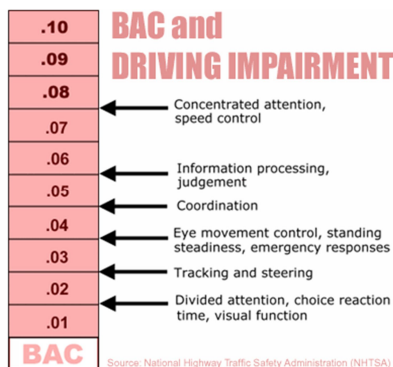 BAC and
DRIVING IMPAIRMENT
.10
.09
.08
Concentrated attention,
speed control
.07
.06
Information processing,
judgement
.05
Coordination
.04
Eye movement control, standing
steadiness, emergency responses
.03
Tracking and steering
.02
Divided attention, choice reaction
time, visual function
.01
BAC
Source: National Highway Traffic Safety Administration (NHTSA)